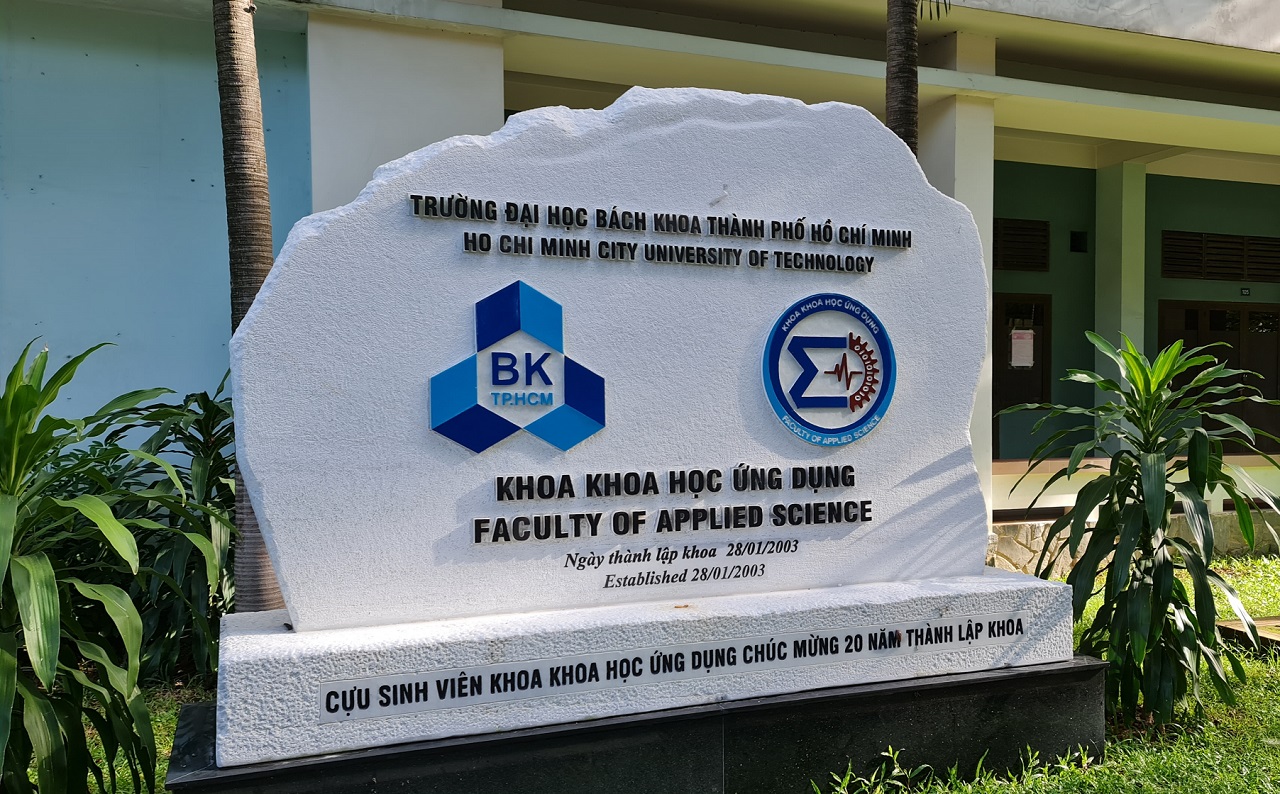 TRƯỜNG ĐẠI HỌC BÁCH KHOA THÀNH PHỐ HỒ CHÍ MINH
HO CHI MINH CITY UNIVERSITY OF TECHNOLOGY
BK
TP.HCM
KHOA KHOA HỌC ỨNG DỤNG
Σ
010101010
FACULTY OF APPLIED SCIENCE
KHOA KHOA HỌC ỨNG DỤNG
FACULTY OF APPLIED SCIENCE
Ngày thành lập khoa 28/01/2003
Established 28/01/2003
CỰU SINH VIÊN KHOA KHOA HỌC ỨNG DỤNG CHÚC MỪNG 20 NĂM THÀNH LẬP KHOA